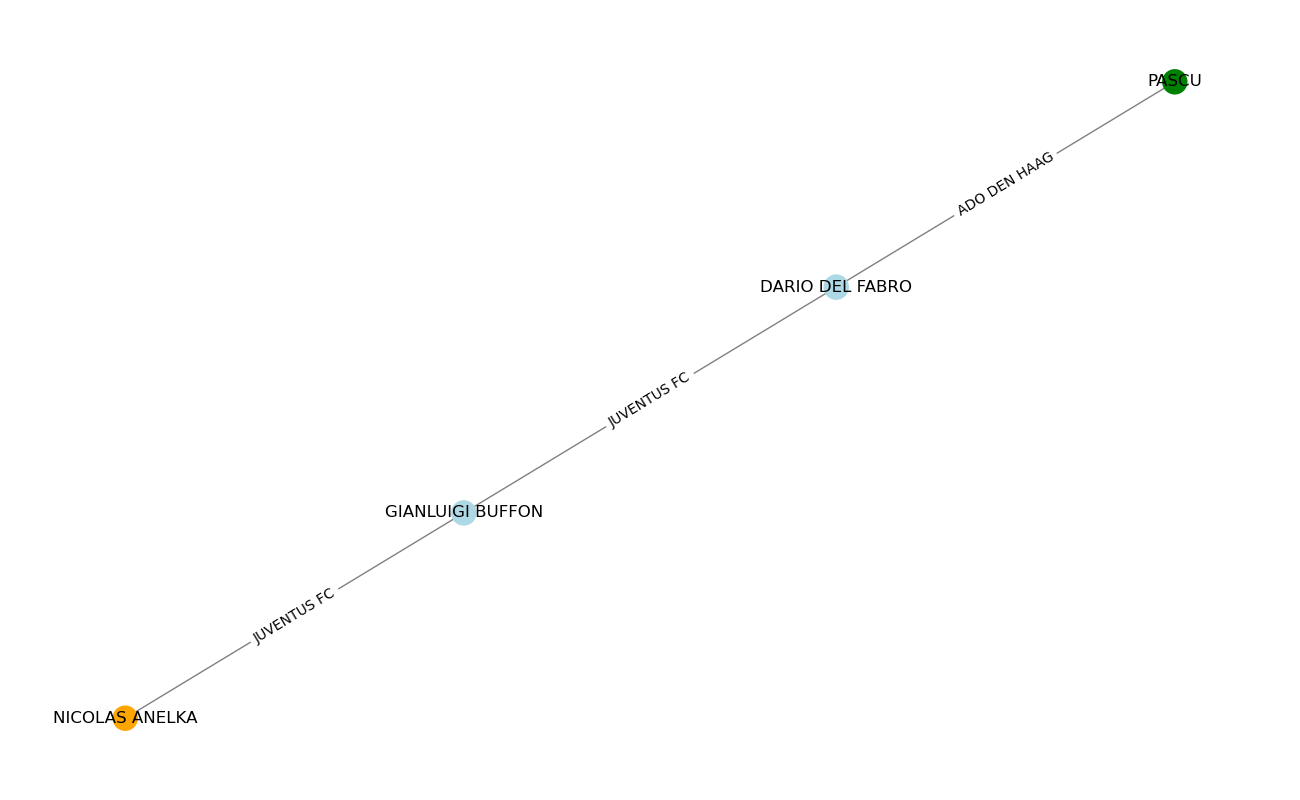 PASCU
ADO DEN HAAG
DARIO DEL FABRO
JUVENTUS FC
GIANLUIGI BUFFON
JUVENTUS FC
NICOLAS ANELKA